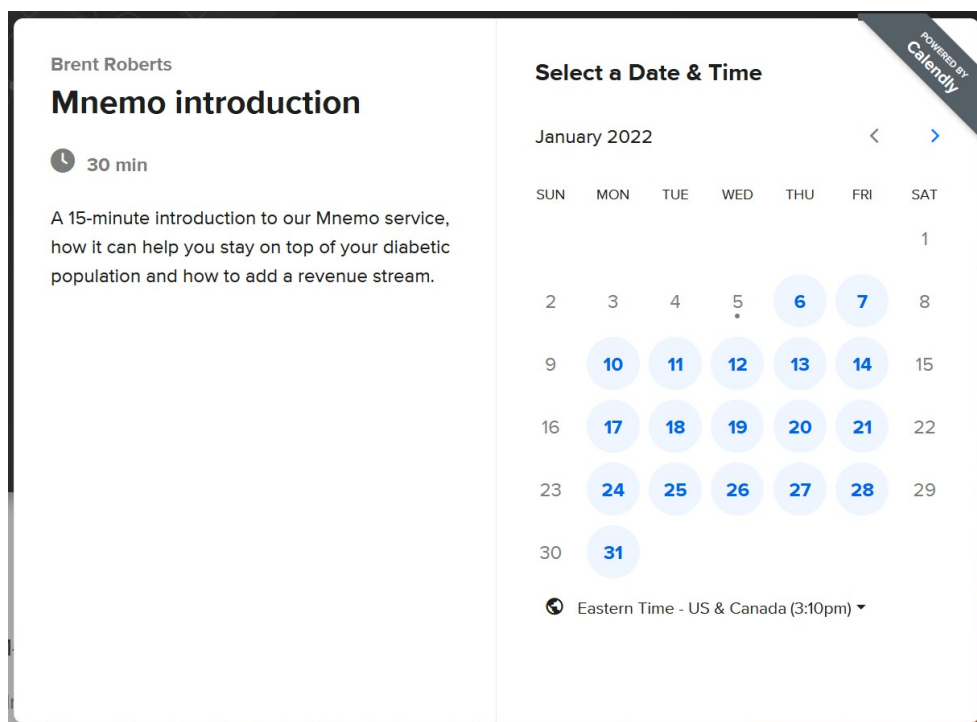 Brent Roberts
Mnemo introduction
30 min
A 15-minute introduction to our Mnemo service,
how it can help you stay on top of your diabetic
population and how to add a revenue stream.
POWERED BY
Calendly
Select a Date & Time
January 2022
SUN MON TUE WED THU FRI SAT
1
2 3 4 5 6 7 8
9 10 11 12 13 14 15
16 17 18 19 20 21 22
23 24 25 26 27 28 29
30 31
Eastern Time - US & Canada (3:10pm)